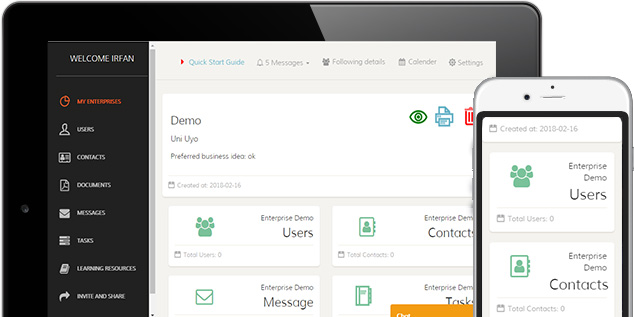 WELCOME IRFAN
MY ENTERPRISES
USERS
CONTACTS
DOCUMENTS
MESSAGES
TASKS
LEARNING RESOURCES
INVITE AND SHARE
Quick Start Guide
5 Messages
Following details
Calender
Settings
Demo
Uni Uyo
Preferred business idea: ok
Created at: 2018-02-16
Enterprise Demo
Users
Total Users: 0
Enterprise Demo
Contacts
Total Contacts: 0
Enterprise Demo
Message
Enterprise Demo
Tasks
Chat
Created at: 2018-02-16
Enterprise
Demo
Users
Total Users: 0
Enterprise
Demo
Contacts
Total Contacts: 0